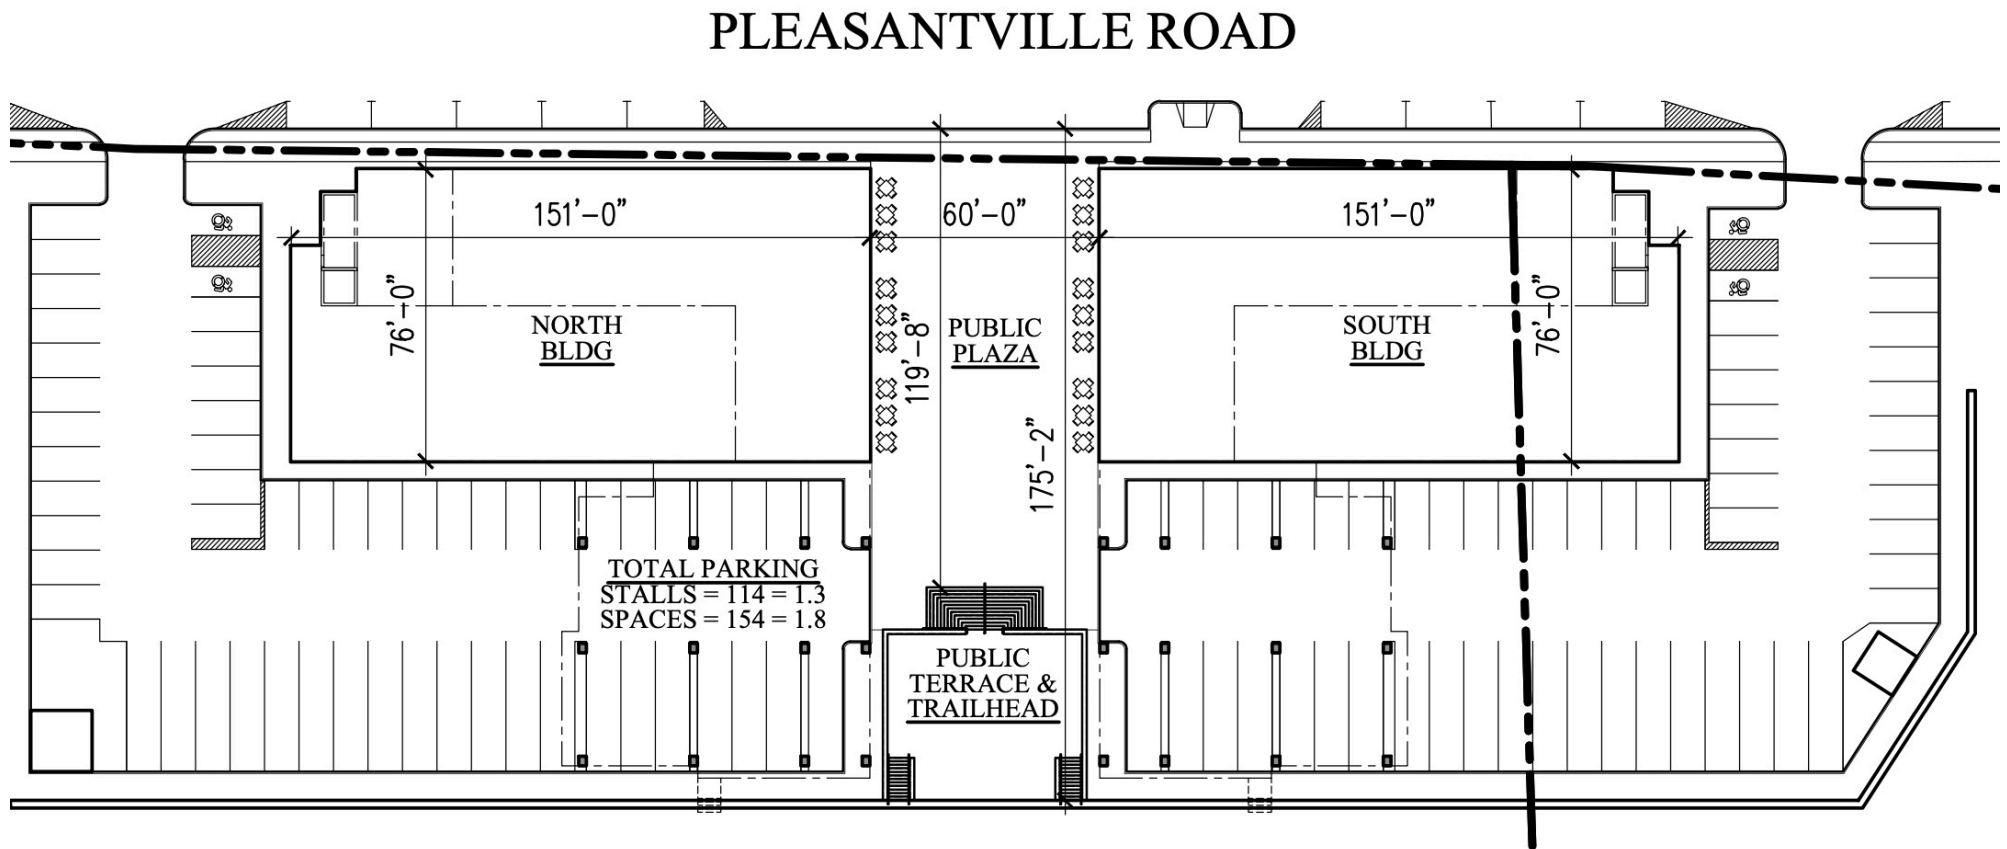 PLEASANTVILLE ROAD
151’-0”
60’-0”
151’-0”
76’-0”
NORTH
BLDG
119’-8”
PUBLIC
PLAZA
175’-2”
SOUTH
BLDG
76’-0”
TOTAL PARKING
STALLS = 114 = 1.3
SPACES = 154 = 1.8
PUBLIC
TERRACE &
TRAILHEAD